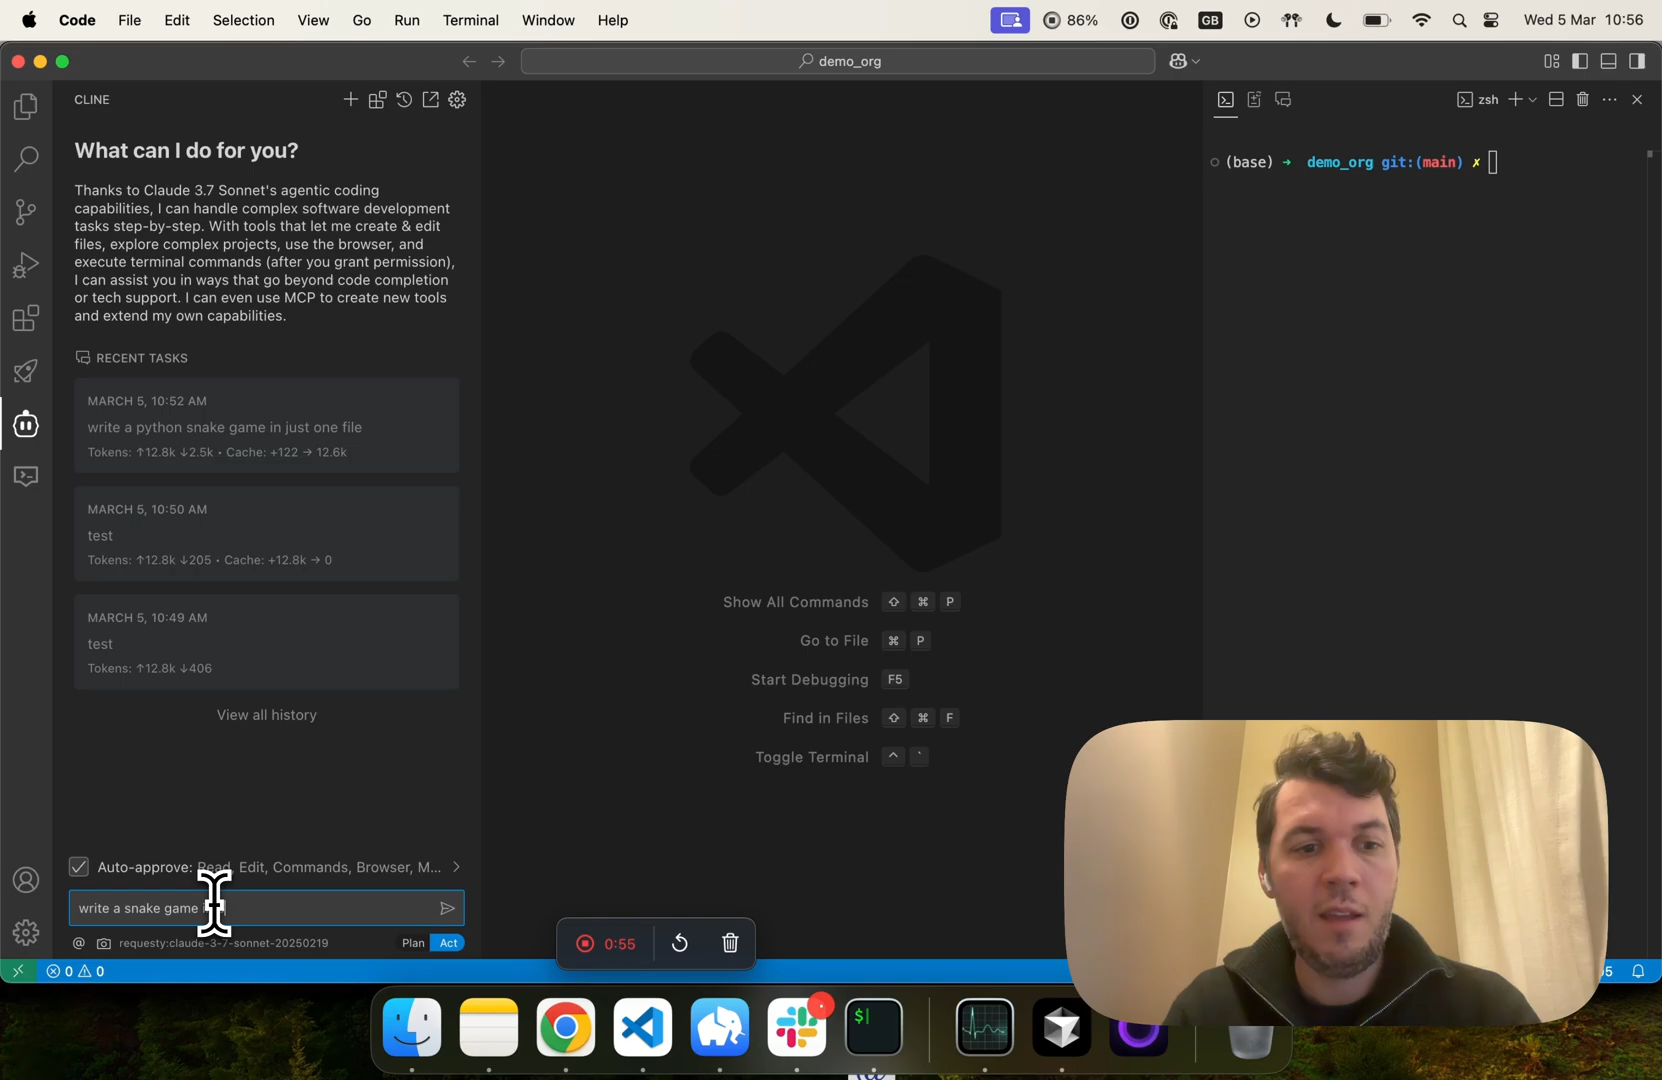 Code File Edit Selection View Go Run Terminal Window Help 86% GB Wed 5 Mar 10:56
demo_org
CLINE
zsh
What can I do for you?
(base) → demo_org git:(main) ✗
Thanks to Claude 3.7 Sonnet's agentic coding
capabilities, I can handle complex software development
tasks step-by-step. With tools that let me create & edit
files, explore complex projects, use the browser, and
execute terminal commands (after you grant permission),
I can assist you in ways that go beyond code completion
or tech support. I can even use MCP to create new tools
and extend my own capabilities.
RECENT TASKS
MARCH 5, 10:52 AM
write a python snake game in just one file
Tokens: ↑12.8k ↓2.5k • Cache: +122 → 12.6k
MARCH 5, 10:50 AM
test
Tokens: ↑12.8k ↓205 • Cache: +12.8k → 0
MARCH 5, 10:49 AM
test
Tokens: ↑12.8k ↓406
View all history
Show All Commands ⇧ ⌘ P
Go to File ⌘ P
Start Debugging F5
Find in Files ⇧ ⌘ F
Toggle Terminal ^ `
Auto-approve: Read, Edit, Commands, Browser, M...
write a snake game
@ requesty:claude-3-7-sonnet-20250219 Plan Act
0:55
0 0
$